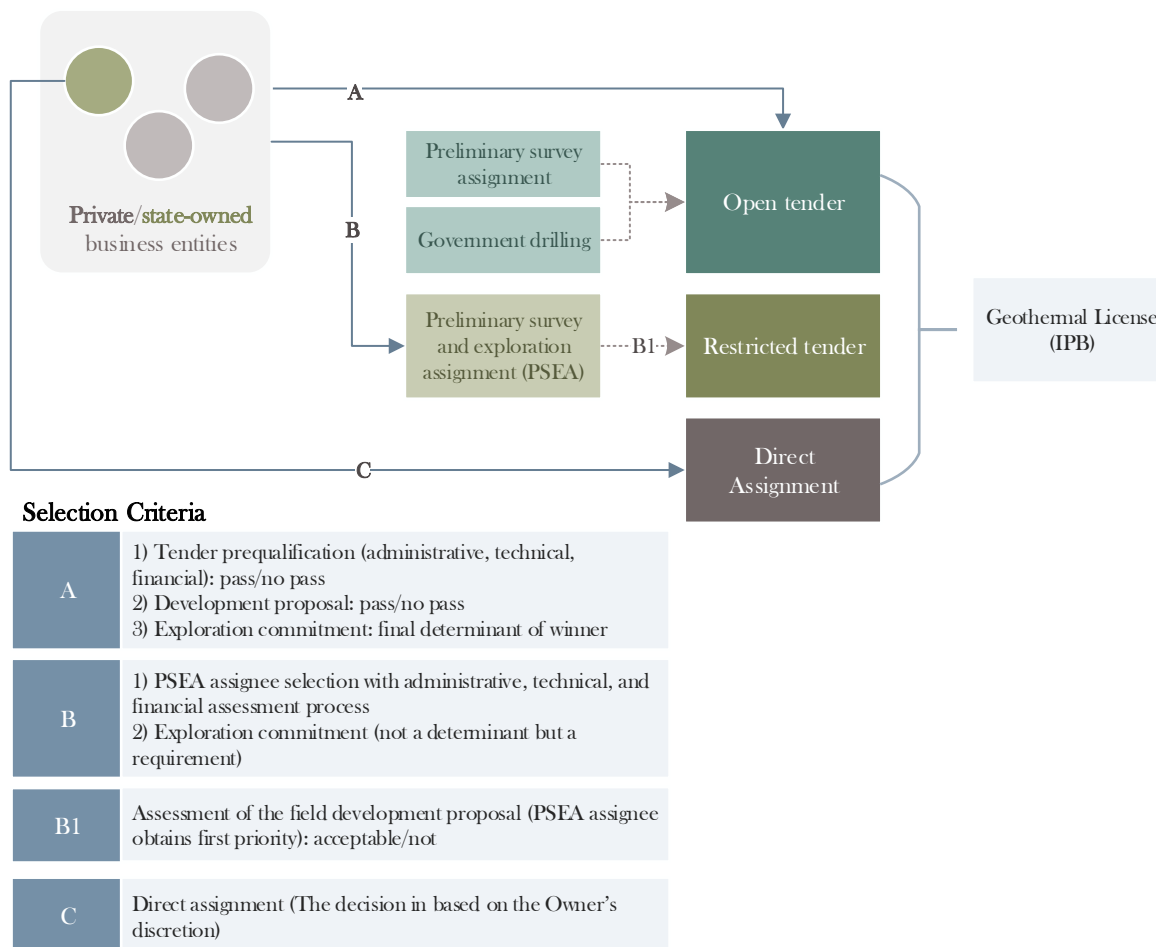 A
Preliminary survey
assignment
Open tender
Private/state-owned
business entities
B
Government drilling
Preliminary survey
and exploration
assignment (PSEA)
B1
Restricted tender
Geothermal License
(IPB)
C
Direct
Assignment
Selection Criteria
A
1) Tender prequalification (administrative, technical,
financial): pass/no pass
2) Development proposal: pass/no pass
3) Exploration commitment: final determinant of winner
B
1) PSEA assignee selection with administrative, technical, and
financial assessment process
2) Exploration commitment (not a determinant but a
requirement)
B1
Assessment of the field development proposal (PSEA assignee
obtains first priority): acceptable/not
C
Direct assignment (The decision in based on the Owner's
discretion)